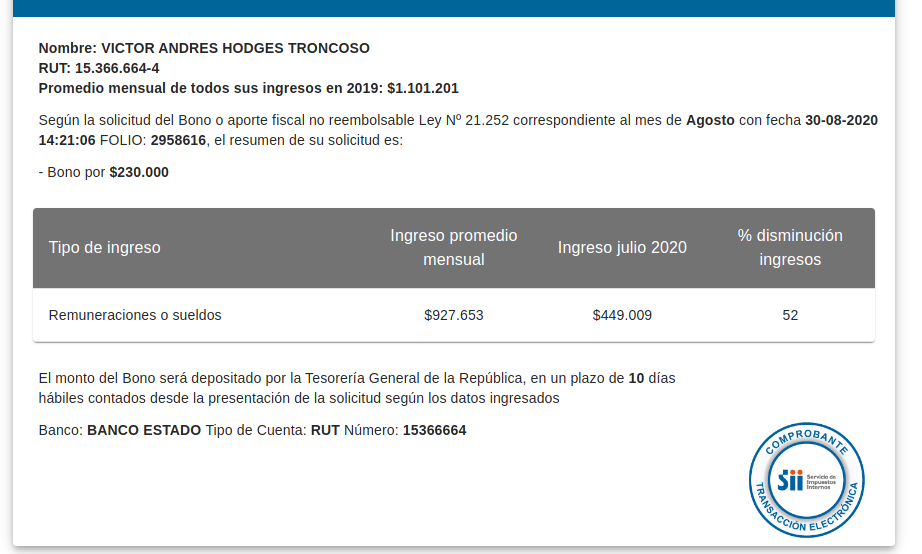 Nombre: VICTOR ANDRES HODGES TRONCOSO
RUT: 15.366.664-4
Promedio mensual de todos sus ingresos en 2019: $1.101.201
Según la solicitud del Bono o aporte fiscal no reembolsable Ley Nº 21.252 correspondiente al mes de Agosto con fecha 30-08-2020
14:21:06 FOLIO: 2958616, el resumen de su solicitud es:
- Bono por $230.000
Tipo de ingreso Ingreso promedio mensual Ingreso julio 2020 % disminución ingresos
Remuneraciones o sueldos $927.653 $449.009 52
El monto del Bono será depositado por la Tesorería General de la República, en un plazo de 10 días
hábiles contados desde la presentación de la solicitud según los datos ingresados
Banco: BANCO ESTADO Tipo de Cuenta: RUT Número: 15366664
COMPROBANTE
Sii
Servicio de
Impuestos
Internos
TRANSACCIÓN ELECTRÓNICA